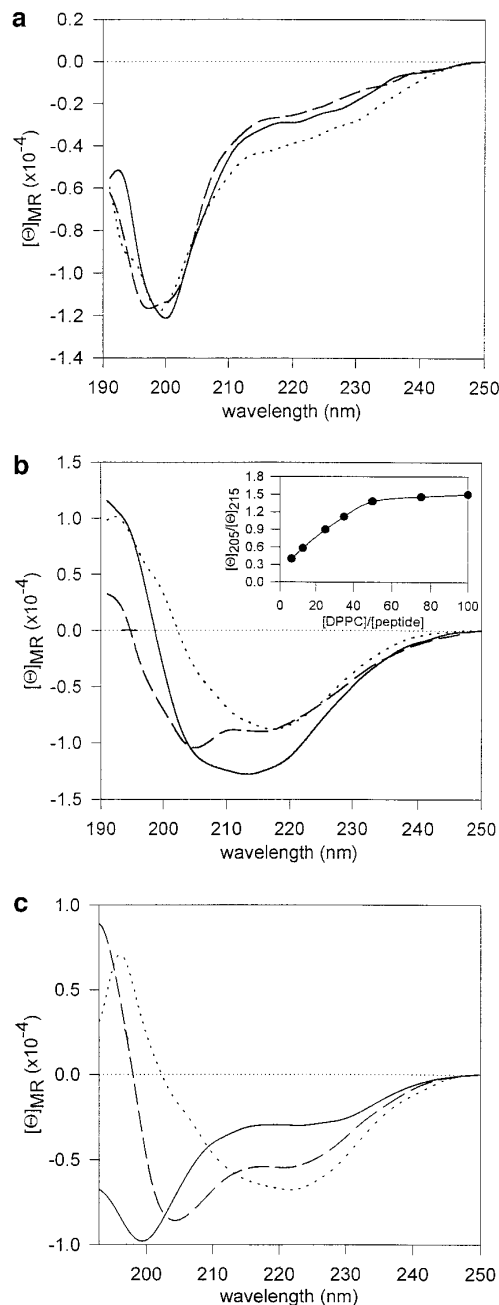 a
0.2
0.0
-0.2
-0.4
-0.6
-0.8
-1.0
-1.2
-1.4
[Θ]MR (x10-4)
190 200 210 220 230 240 250
wavelength (nm)
b
1.5
1.0
0.5
0.0
-0.5
-1.0
-1.5
[Θ]MR (x10-4)
1.8
1.5
1.2
0.9
0.6
0.3
0.0
[Θ]205/[Θ]215
0 20 40 60 80 100
[DPPC]/[peptide]
190 200 210 220 230 240 250
wavelength (nm)
c
1.0
0.5
0.0
-0.5
-1.0
[Θ]MR (x10-4)
200 210 220 230 240 250
wavelength (nm)